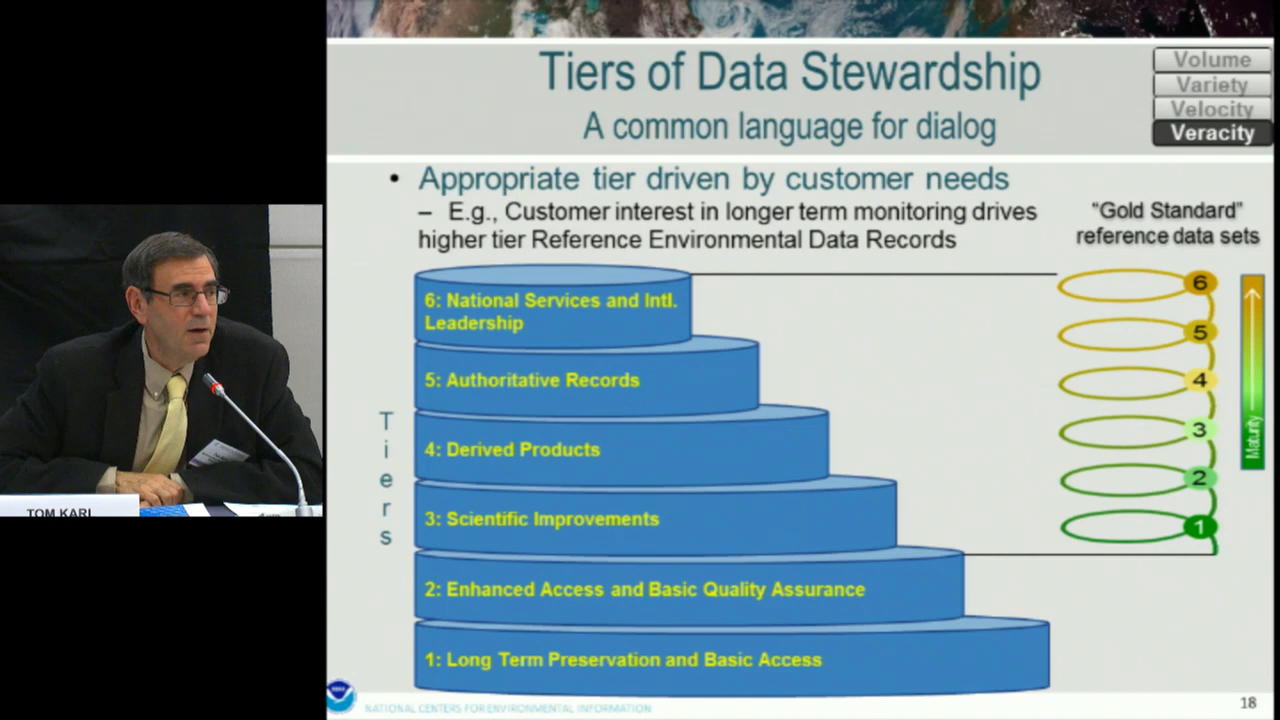 Tiers of Data Stewardship
A common language for dialog
Volume
Variety
Velocity
Veracity
• Appropriate tier driven by customer needs
– E.g., Customer interest in longer term monitoring drives
higher tier Reference Environmental Data Records
"Gold Standard"
reference data sets
Tiers
6: National Services and Intl.
Leadership
5: Authoritative Records
4: Derived Products
3: Scientific Improvements
2: Enhanced Access and Basic Quality Assurance
1: Long Term Preservation and Basic Access
6
5
4
3
2
1
Maturity
TOM KARL
NATIONAL CENTERS FOR ENVIRONMENTAL INFORMATION
18